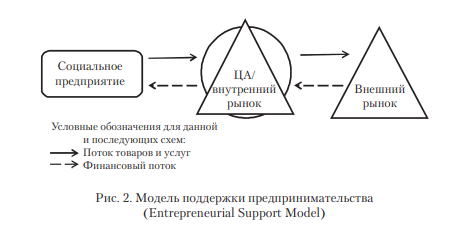 Социальное
предприятие
ЦА/
внутренний
рынок
Внешний
рынок
Условные обозначения для данной
и последующих схем:
Поток товаров и услуг
Финансовый поток
Рис. 2. Модель поддержки предпринимательства
(Entrepreneurial Support Model)